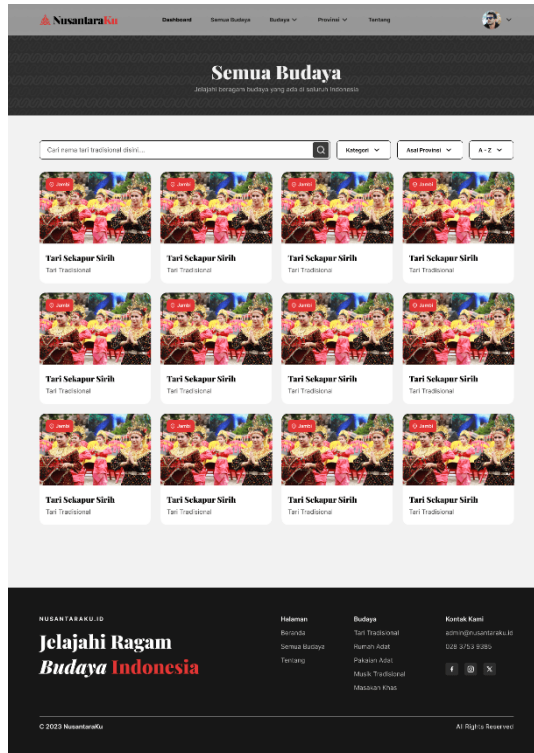 NusantaraKu Dashboard Semua Budaya Budaya Provinsi Tentang
Semua Budaya
Jelajahi beragam budaya yang ada di seluruh Indonesia
Cari nama tari tradisional disini... Kategori Asal Provinsi A - Z
Jambi Jambi Jambi Jambi
Tari Sekapur Sirih Tari Sekapur Sirih Tari Sekapur Sirih Tari Sekapur Sirih
Tari Tradisional Tari Tradisional Tari Tradisional Tari Tradisional
Jambi Jambi Jambi Jambi
Tari Sekapur Sirih Tari Sekapur Sirih Tari Sekapur Sirih Tari Sekapur Sirih
Tari Tradisional Tari Tradisional Tari Tradisional Tari Tradisional
Jambi Jambi Jambi Jambi
Tari Sekapur Sirih Tari Sekapur Sirih Tari Sekapur Sirih Tari Sekapur Sirih
Tari Tradisional Tari Tradisional Tari Tradisional Tari Tradisional
NUSANTARAKU.ID
Jelajahi Ragam
Budaya Indonesia
Halaman
Beranda
Semua Budaya
Tentang
Budaya
Tari Tradisional
Rumah Adat
Pakaian Adat
Musik Tradisional
Masakan Khas
Kontak Kami
admin@nusantaraku.id
028 3753 9385
© 2023 NusantaraKu All Rights Reserved